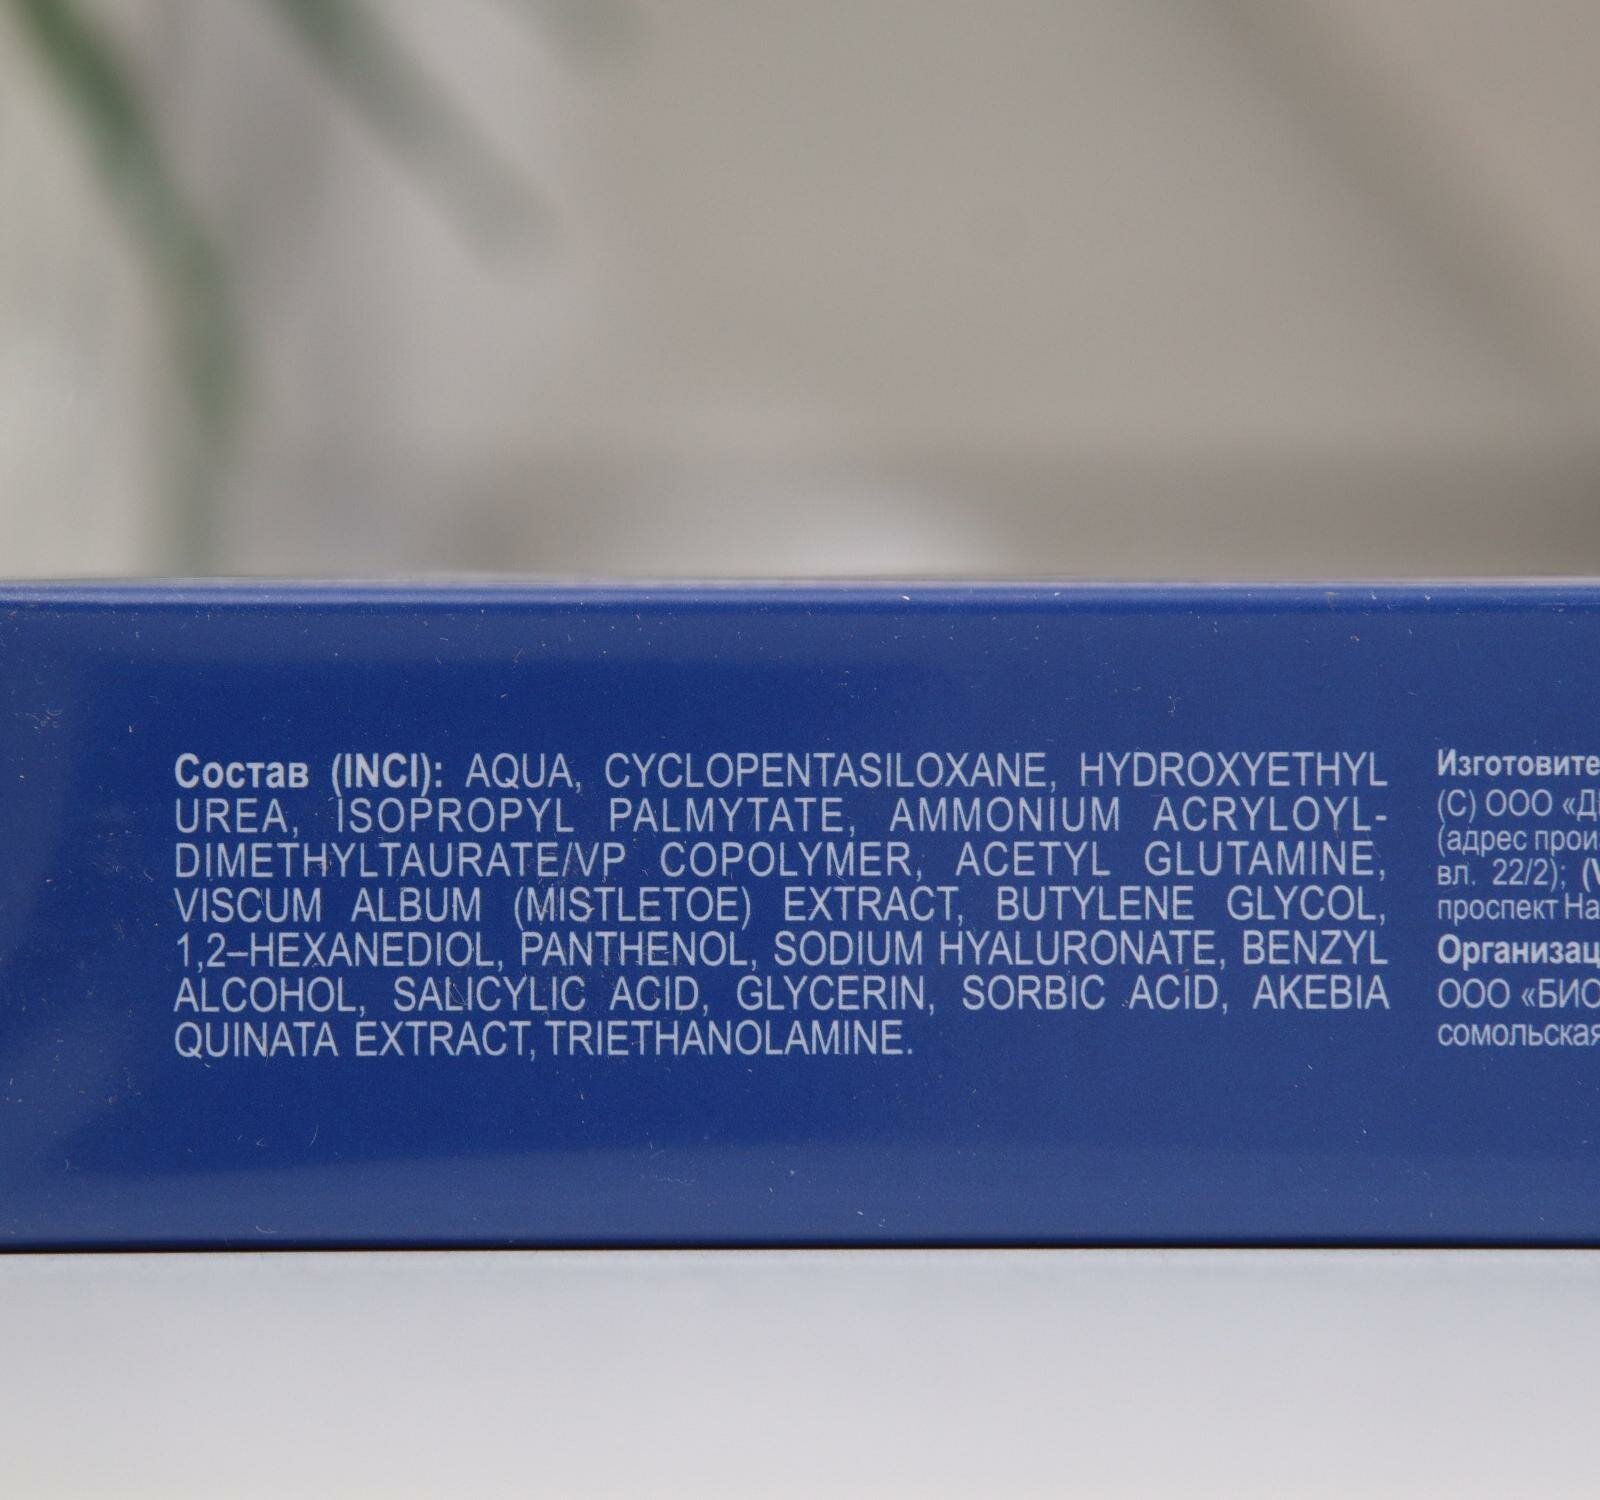 Состав (INCI): AQUA, CYCLOPENTASILOXANE, HYDROXYETHYL
UREA, ISOPROPYL PALMYTATE, AMMONIUM ACRYLOYL-
DIMETHYLTAURATE/VP COPOLYMER, ACETYL GLUTAMINE,
VISCUM ALBUM (MISTLETOE) EXTRACT, BUTYLENE GLYCOL,
1,2–HEXANEDIOL, PANTHENOL, SODIUM HYALURONATE, BENZYL
ALCOHOL, SALICYLIC ACID, GLYCERIN, SORBIC ACID, AKEBIA
QUINATA EXTRACT, TRIETHANOLAMINE.
Изготовите
(С) ООО
(адрес прои
вл. 22/2);
проспект На
Организац
ООО «БИО
сомольская